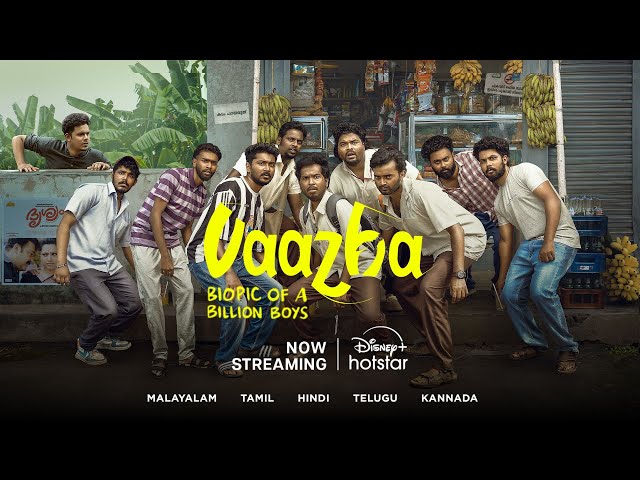 ദൃശ്യം
vaazha
BIOPIC OF A
BILLION BOYS
NOW
STREAMING
Disney+
hotstar
MALAYALAM TAMIL HINDI TELUGU KANNADA